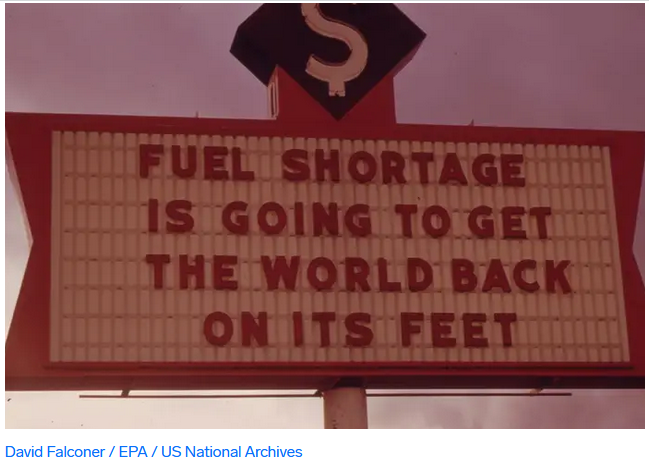 $
FUEL SHORTAGE
IS GOING TO GET
THE WORLD BACK
ON ITS FEET
David Falconer / EPA / US National Archives